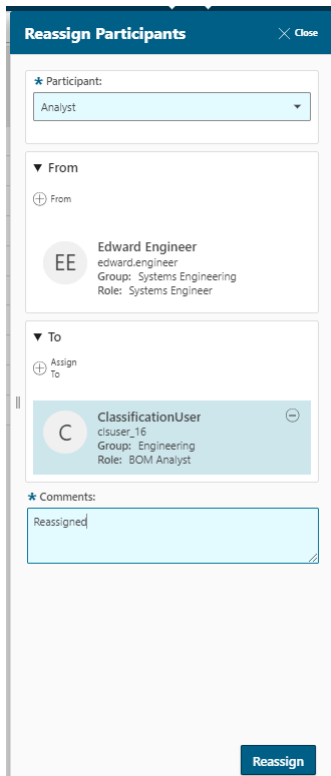 Reassign Participants
Close
* Participant:
Analyst
From
From
EE
Edward Engineer
edward.engineer
Group: Systems Engineering
Role: Systems Engineer
To
Assign
To
C
ClassificationUser
clsuser_16
Group: Engineering
Role: BOM Analyst
* Comments:
Reassigned
Reassign